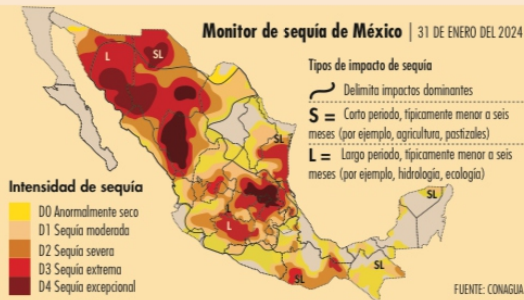 Monitor de sequía de México | 31 DE ENERO DEL 2024
Tipos de impacto de sequía
Delimita impactos dominantes
S = Corto periodo, típicamente menor a seis
meses (por ejemplo, agricultura, pastizales)
L = Largo periodo, típicamente menor a seis
meses (por ejemplo, hidrología, ecología)
L
SL
SL
SL
L
L
SL
SL
Intensidad de sequía
D0 Anormalmente seco
D1 Sequía moderada
D2 Sequía severa
D3 Sequía extrema
D4 Sequía excepcional
FUENTE: CONAGUA